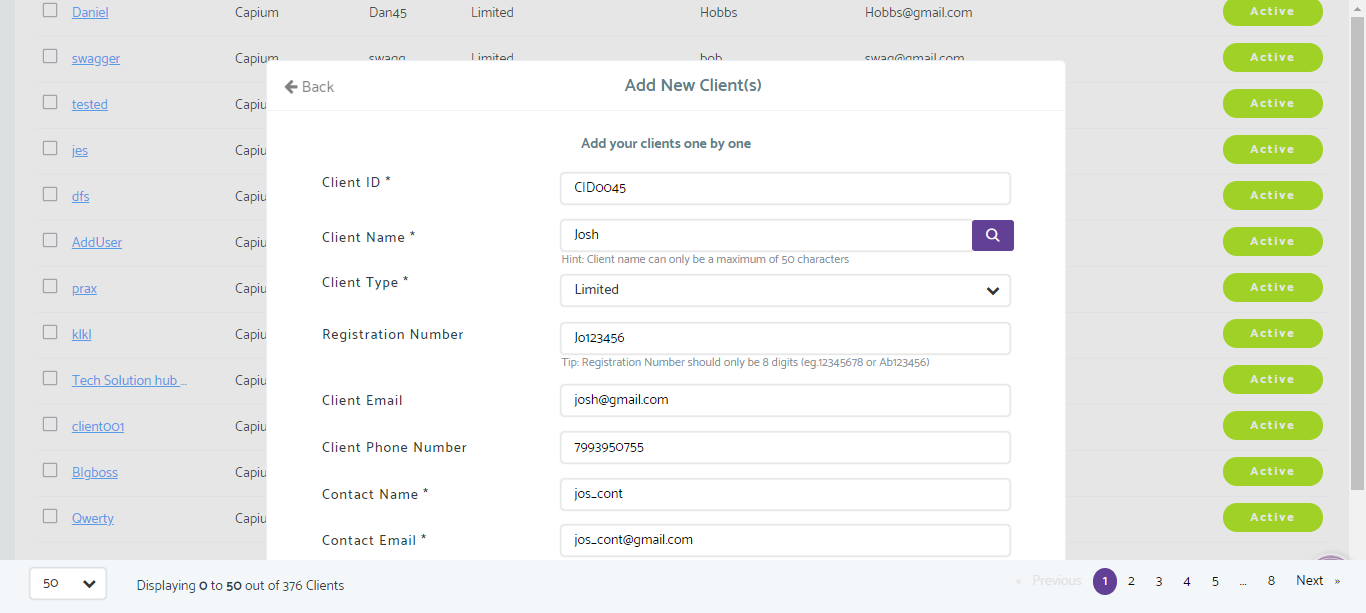 Daniel Capium Dan45 Limited Hobbs Hobbs@gmail.com Active
swagger Capium swagg Limited bob swag@gmail.com Active
Back Add New Client(s)
tested Capiu Active
Add your clients one by one
jes Capiu Active
Client ID * CID0045
dfs Capiu Active
Client Name * Josh
AddUser Capiu Active
Hint: Client name can only be a maximum of 50 characters
Client Type * Limited
prax Capiu Active
Registration Number Jo123456
klkl Capiu Active
Tip: Registration Number should only be 8 digits (eg.12345678 or Ab123456)
Tech Solution hub ... Capiu Active
Client Email josh@gmail.com
client001 Capiu Active
Client Phone Number 7993950755
BIgboss Capiu Active
Contact Name * jos_cont
Qwerty Capiu Active
Contact Email * jos_cont@gmail.com
50 Displaying 0 to 50 out of 376 Clients « Previous 1 2 3 4 5 ... 8 Next »